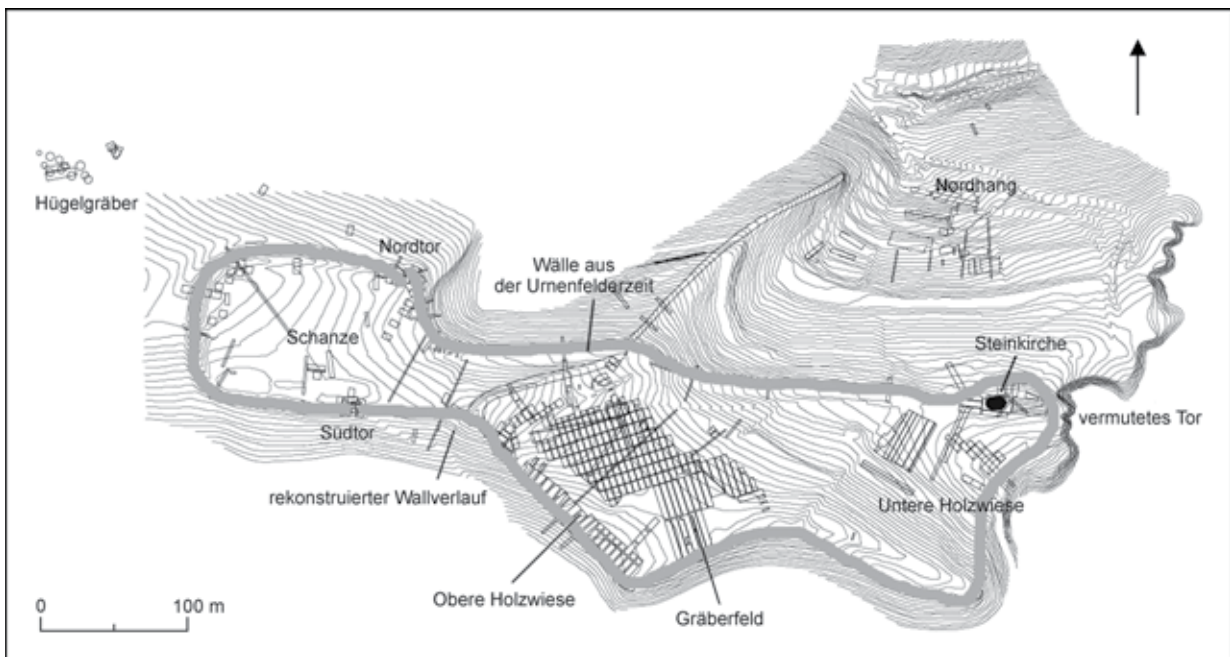 Hügelgräber
Nordhang
Nordtor
Wälle aus
der Urnenfelderzeit
Schanze
Steinkirche
vermutetes Tor
Südtor
rekonstruierter Wallverlauf
Untere Holzwiese
Obere Holzwiese
Gräberfeld
0 100 m